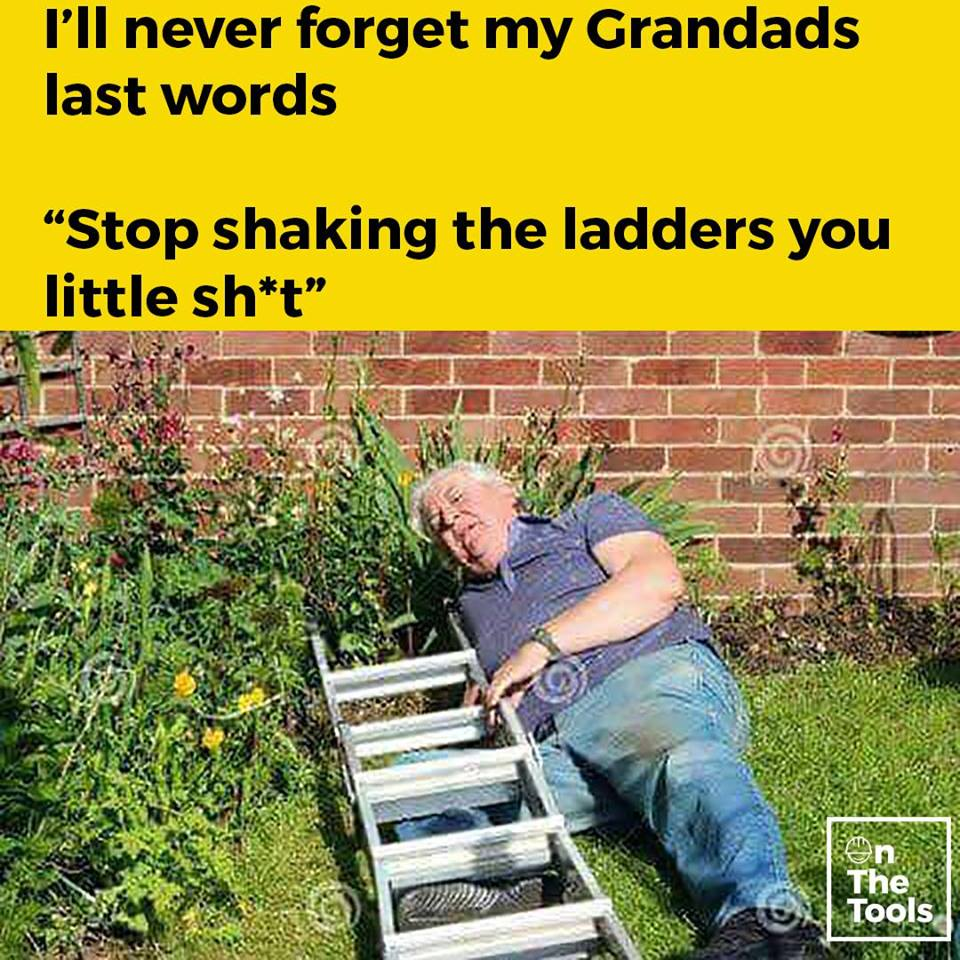 I’ll never forget my Grandads
last words
“Stop shaking the ladders you
little sh*t”
On
The
Tools